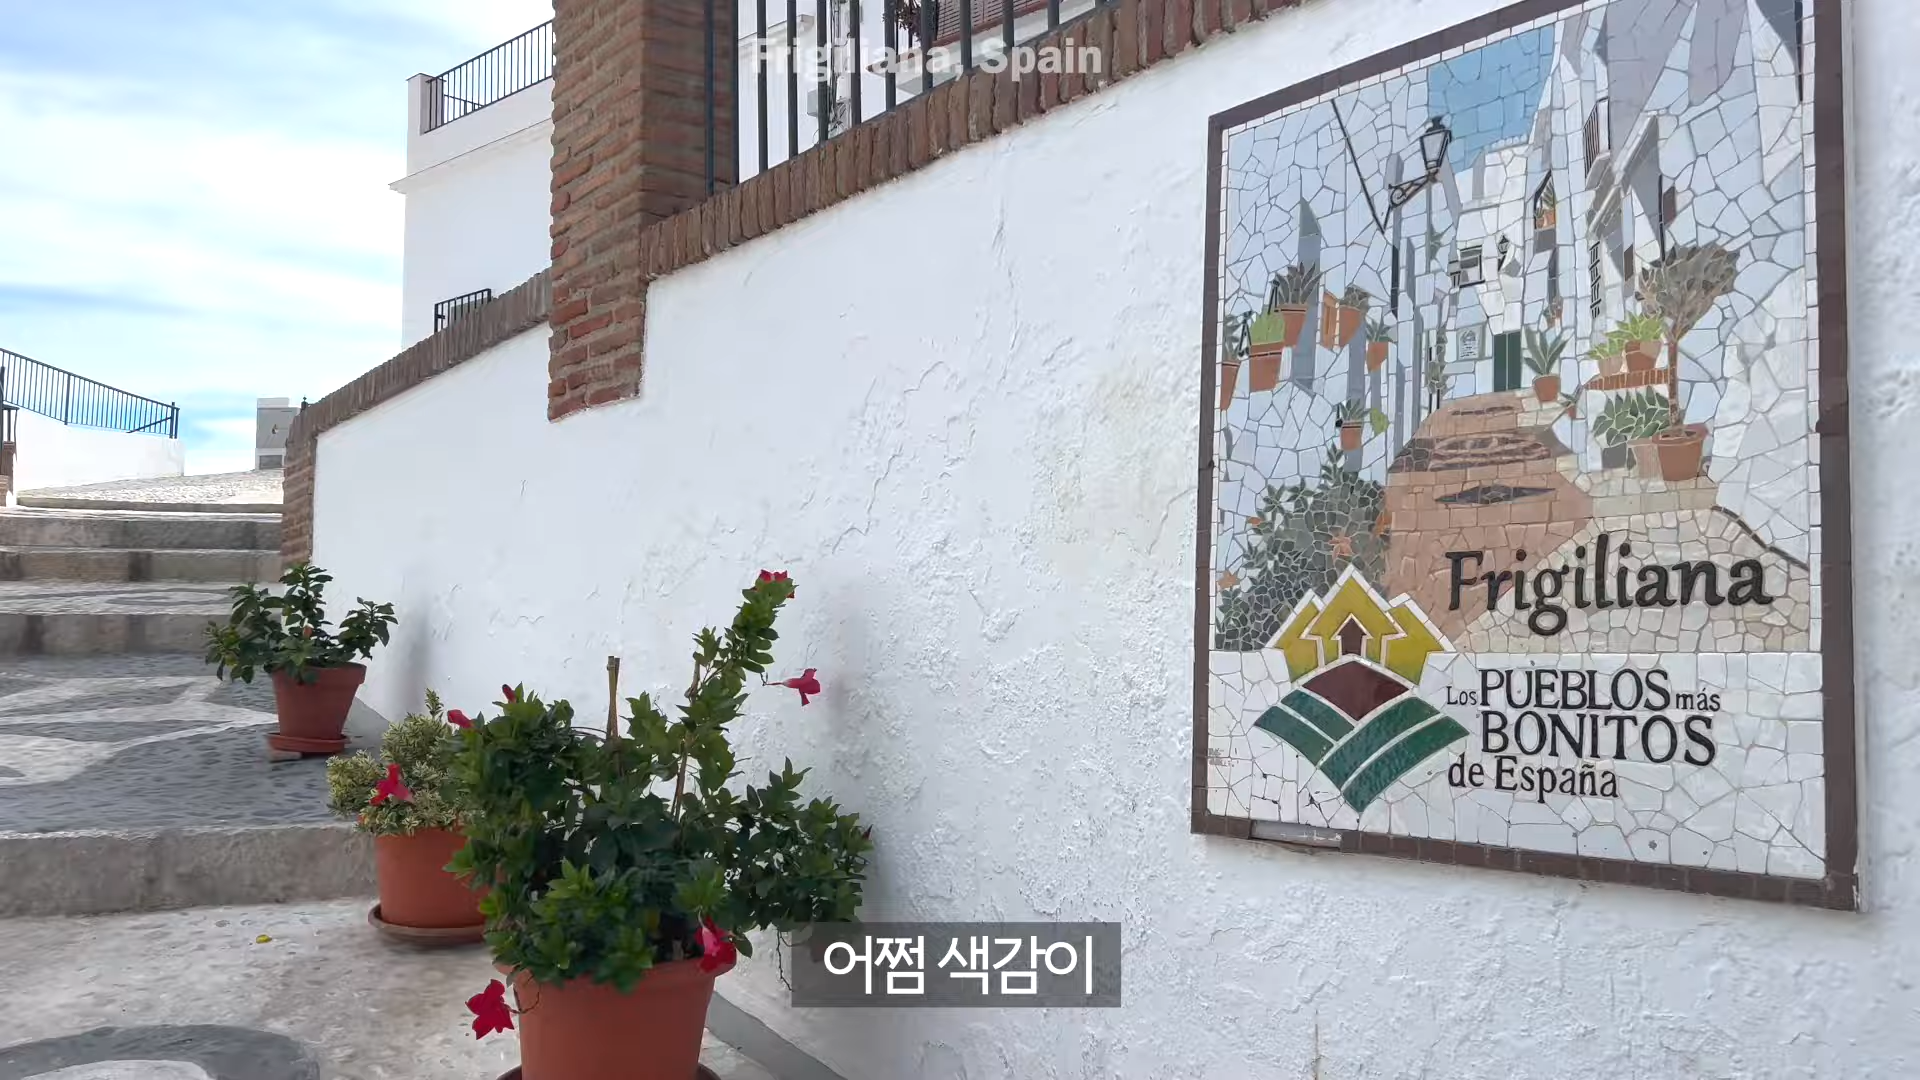 Frigiliana, Spain
Frigiliana
Los PUEBLOS más
BONITOS
de España
어쩜 색감이